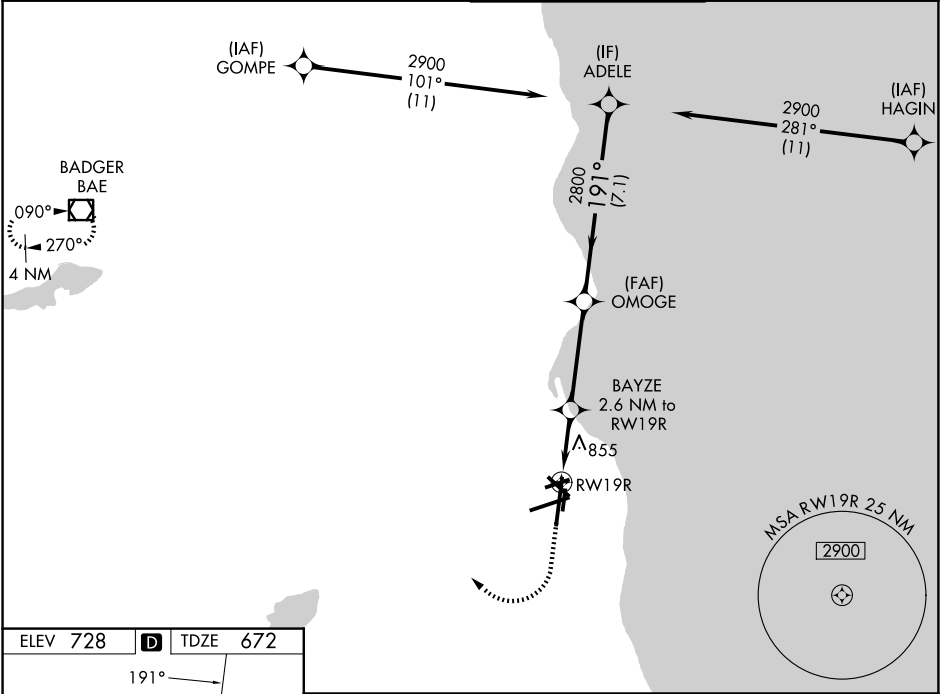 (IAF)
GOMPE
2900
101°
(11)
(IF)
ADELE
(IAF)
HAGIN
2900
281°
(11)
BADGER
BAE
090°
270°
4 NM
2800
191°
(7.1)
(FAF)
OMOGE
BAYZE
2.6 NM to
RW19R
855
RW19R
MSA RW19R 25 NM
2900
ELEV 728 D TDZE 672
191°